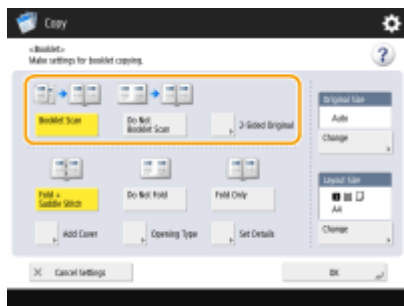 Copy
<Booklet>
Make settings for booklet copying.
?
Booklet Scan
Do Not
Booklet Scan
2-Sided Original
Original Size
Auto
Change
Fold +
Saddle Stitch
Do Not Fold
Fold Only
Layout Size
A4
Change
Add Cover
Opening Type
Set Details
Cancel Settings
OK